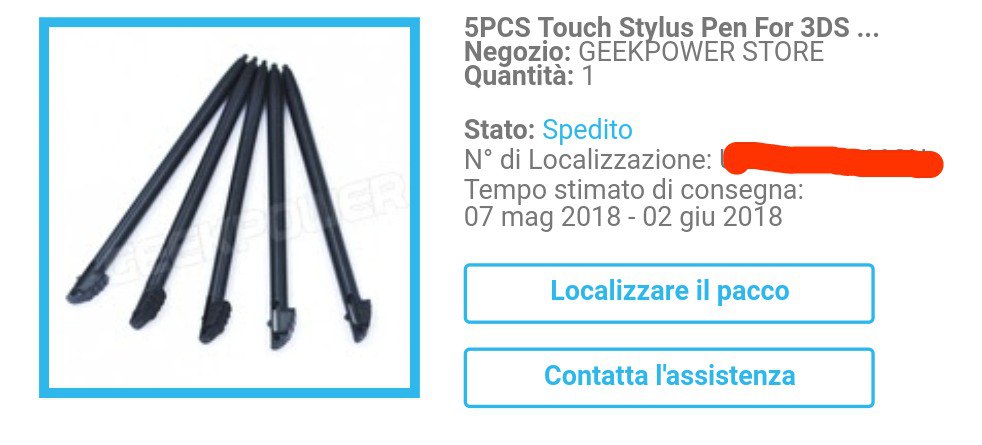 5PCS Touch Stylus Pen For 3DS ...
Negozio: GEEKPOWER STORE
Quantità: 1
Stato: Spedito
N° di Localizzazione:
Tempo stimato di consegna:
07 mag 2018 - 02 giu 2018
Localizzare il pacco
Contatta l'assistenza
GEEKPOWER